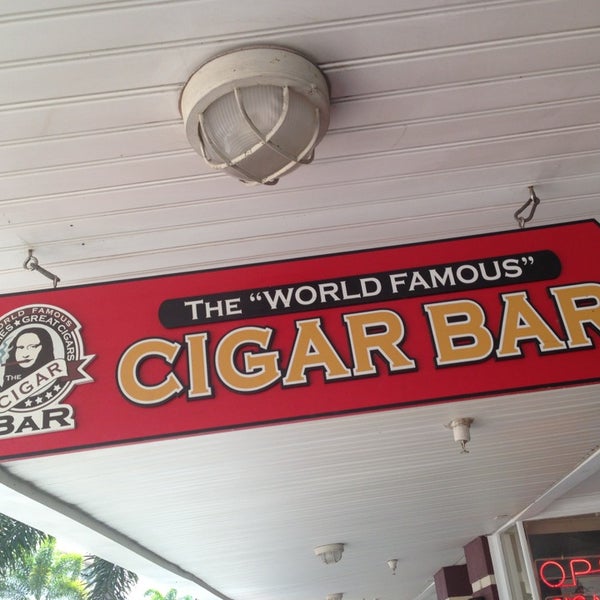 THE "WORLD FAMOUS"
CIGAR BAR
WORLD FAMOUS
GREAT CIGARS
THE
CIGAR
BAR
OP